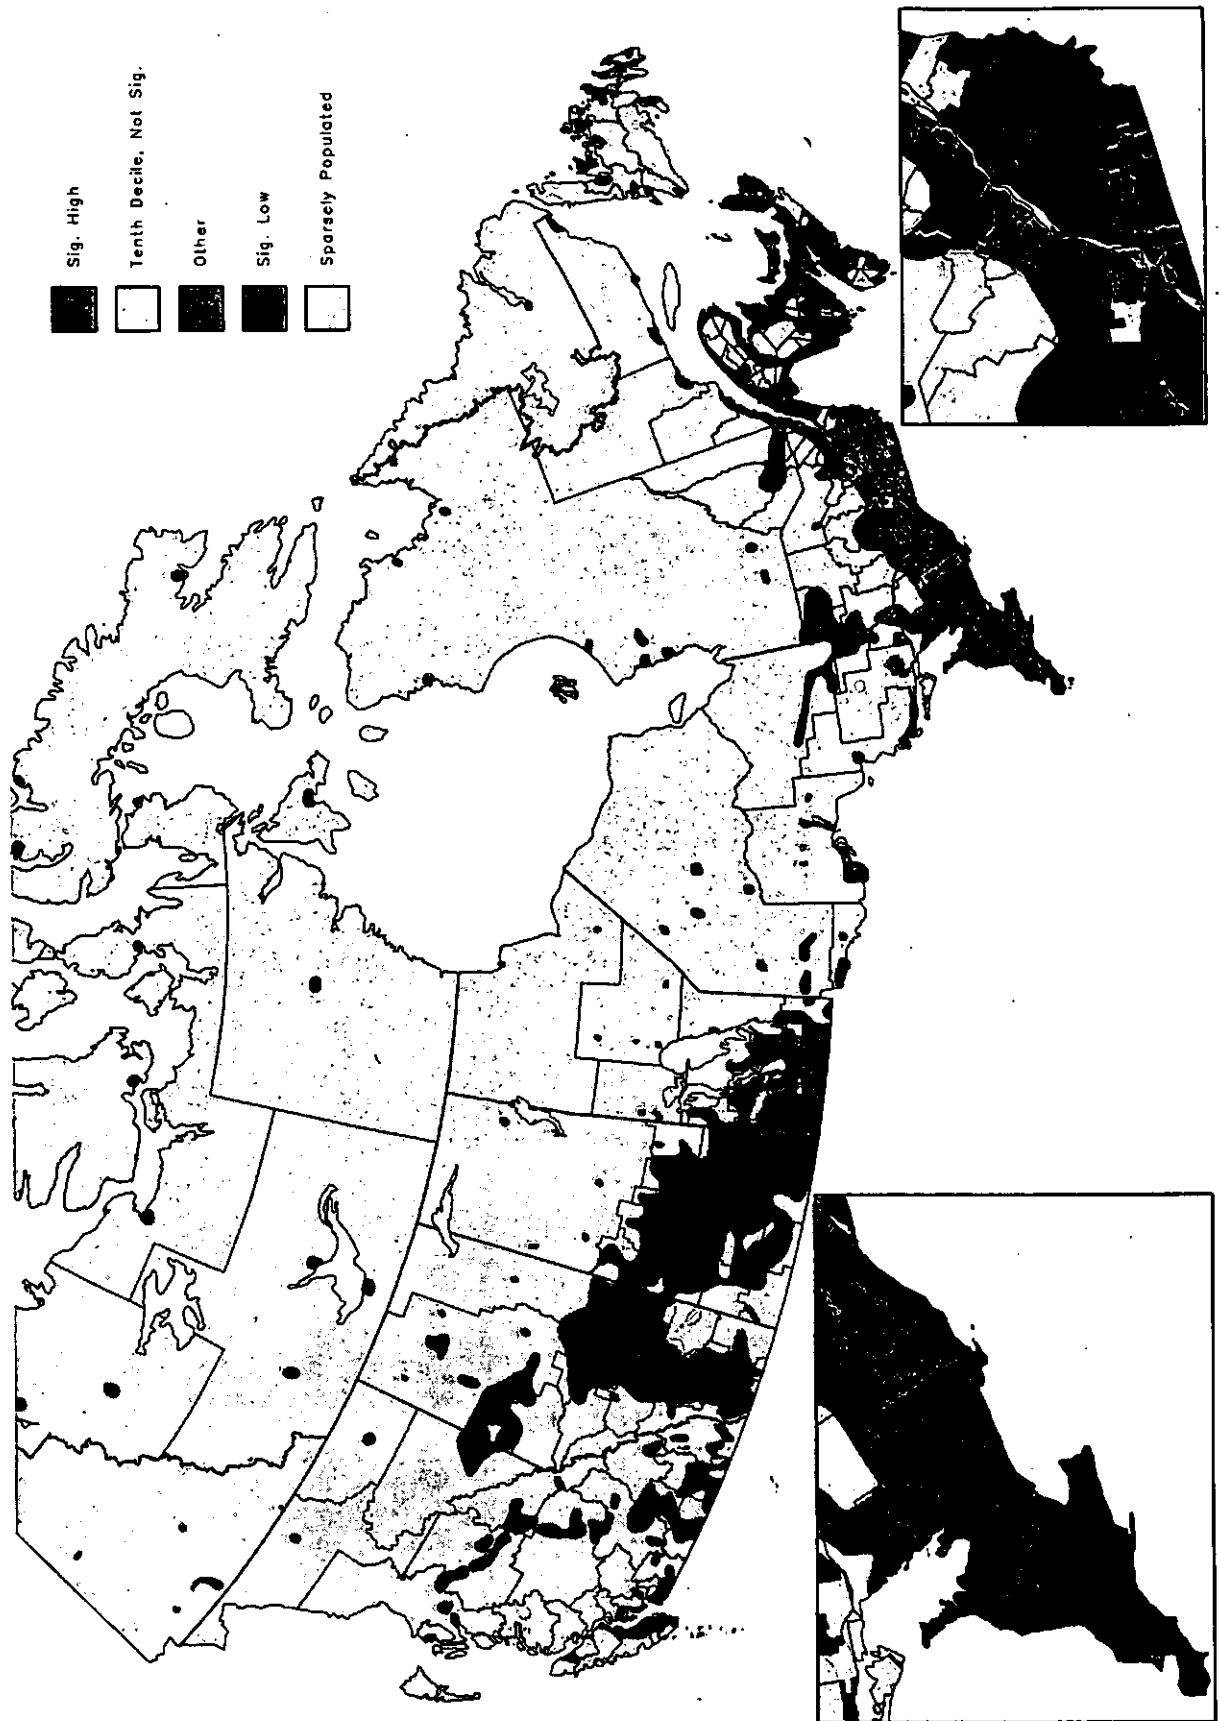 Sig. High
Tenth Decile, Not Sig.
Other
Sig. Low
Sparsely Populated